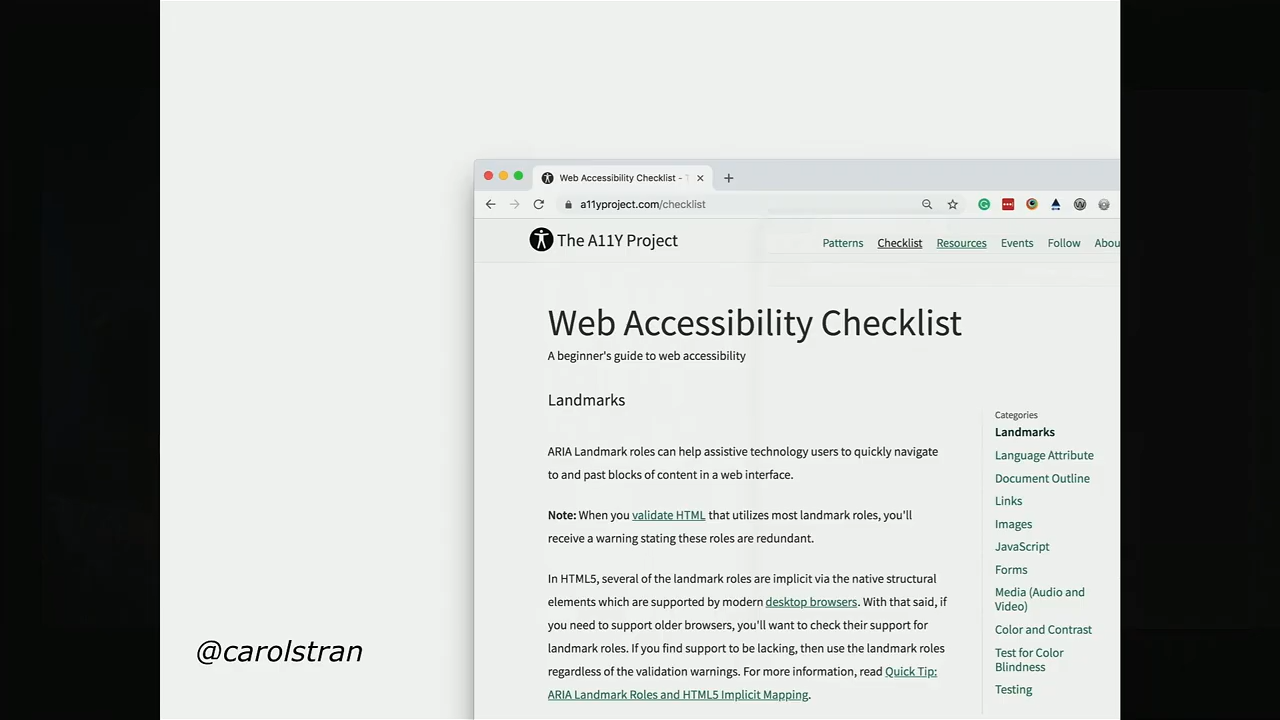 Web Accessibility Checklist -
a11yproject.com/checklist
The A11Y Project
Patterns
Checklist
Resources
Events
Follow
Abou
Web Accessibility Checklist
A beginner's guide to web accessibility
Landmarks
ARIA Landmark roles can help assistive technology users to quickly navigate
to and past blocks of content in a web interface.
Note: When you validate HTML that utilizes most landmark roles, you'll
receive a warning stating these roles are redundant.
In HTML5, several of the landmark roles are implicit via the native structural
elements which are supported by modern desktop browsers. With that said, if
you need to support older browsers, you'll want to check their support for
landmark roles. If you find support to be lacking, then use the landmark roles
regardless of the validation warnings. For more information, read Quick Tip:
ARIA Landmark Roles and HTML5 Implicit Mapping.
Categories
Landmarks
Language Attribute
Document Outline
Links
Images
JavaScript
Forms
Media (Audio and
Video)
Color and Contrast
Test for Color
Blindness
Testing
@carolstran